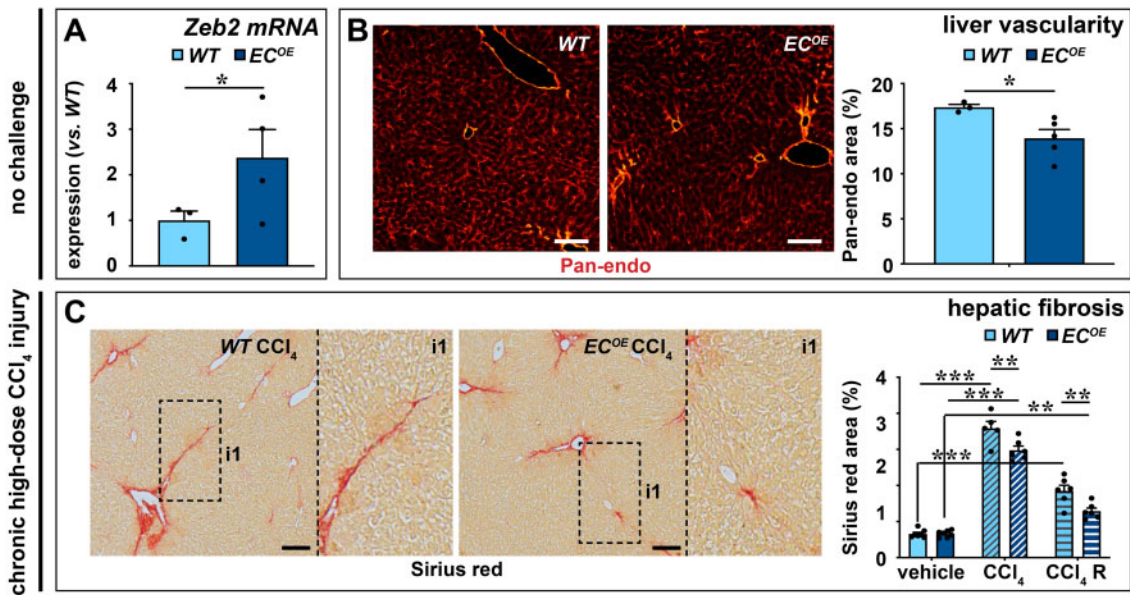 no challenge
A
Zeb2 mRNA
WT EC^OE
*
expression (vs. WT)
4
3
2
1
0
B
WT
EC^OE
Pan-endo
liver vascularity
WT EC^OE
*
Pan-endo area (%)
20
15
10
5
0
chronic high-dose CCl₄ injury
C
WT CCl₄
i1
i1
EC^OE CCl₄
i1
i1
Sirius red
hepatic fibrosis
WT EC^OE
**
***
***
**
**
***
Sirius red area (%)
4
3
2
1
0
vehicle CCl₄ CCl₄ R